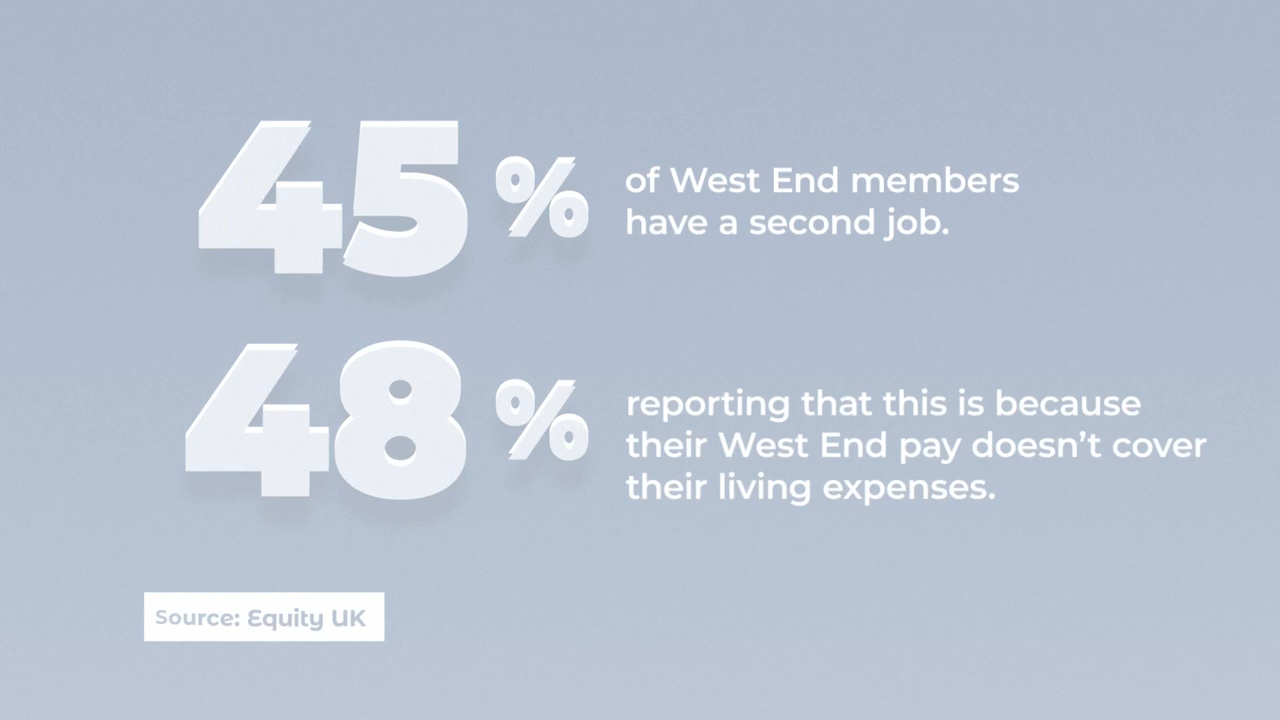 45% of West End members
have a second job.
48% reporting that this is because
their West End pay doesn’t cover
their living expenses.
Source: Equity UK